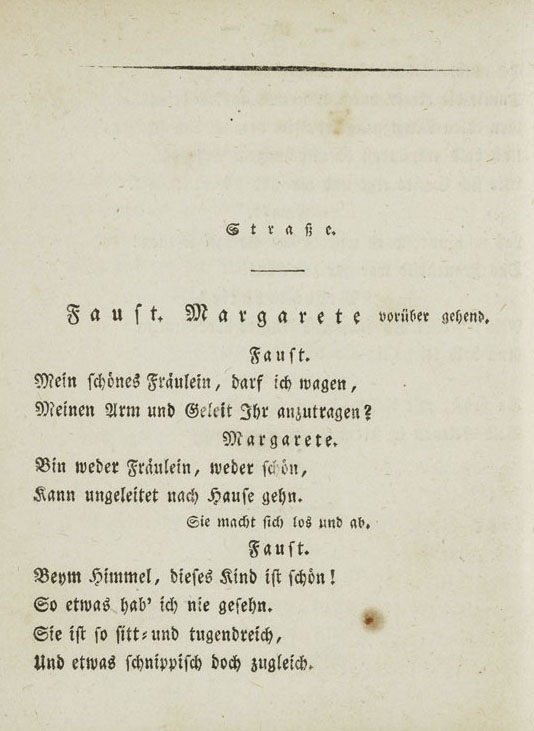 Straße.
Faust. Margarete vorüber gehend.
Faust.
Mein schönes Fräulein, darf ich wagen,
Meinen Arm und Geleit Ihr anzutragen?
Margarete.
Bin weder Fräulein, weder schön,
Kann ungeleitet nach Hause gehn.
Sie macht sich los und ab.
Faust.
Beym Himmel, dieses Kind ist schön!
So etwas hab' ich nie gesehn.
Sie ist so sitt- und tugendreich,
Und etwas schnippisch doch zugleich.